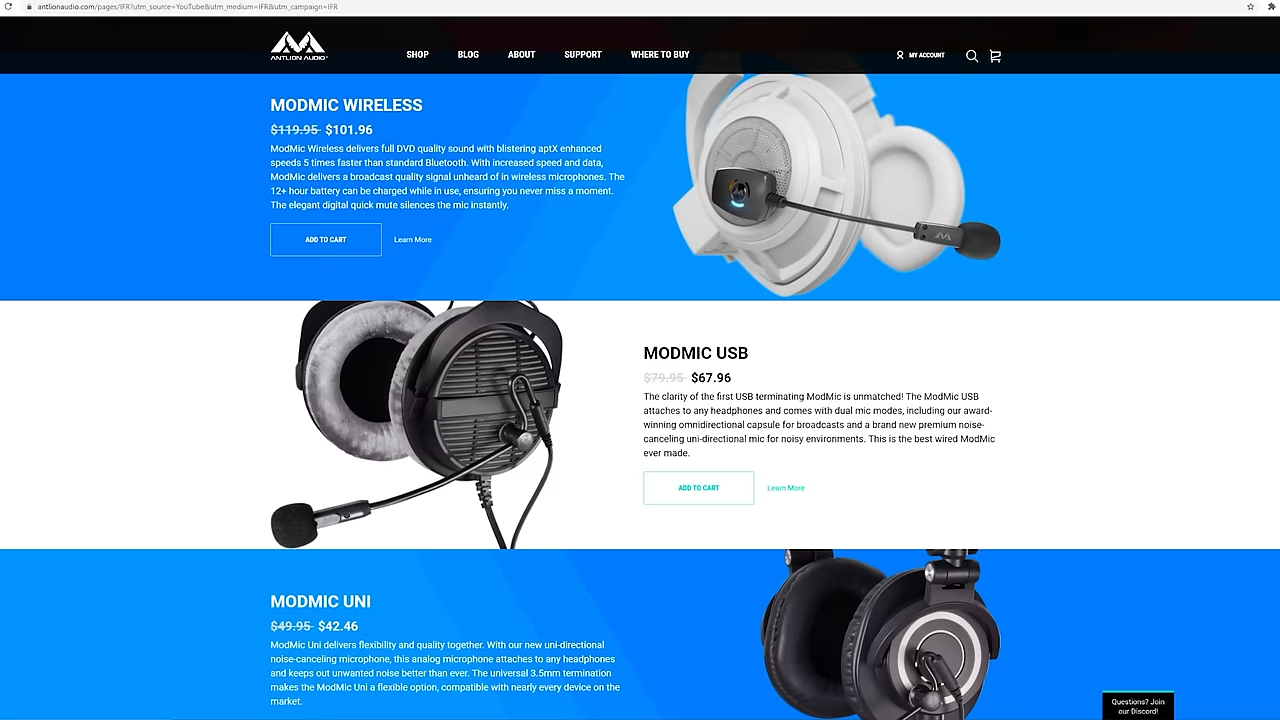 antlionaudio.com/pages/IFR?utm_source=YouTube&utm_medium=IFR&utm_campaign=IFR
ANTLION AUDIO
SHOP BLOG ABOUT SUPPORT WHERE TO BUY MY ACCOUNT
MODMIC WIRELESS
$119.95 $101.96
ModMic Wireless delivers full DVD quality sound with blistering aptX enhanced
speeds 5 times faster than standard Bluetooth. With increased speed and data,
ModMic delivers a broadcast quality signal unheard of in wireless microphones. The
12+ hour battery can be charged while in use, ensuring you never miss a moment.
The elegant digital quick mute silences the mic instantly.
ADD TO CART Learn More
MODMIC USB
$79.95 $67.96
The clarity of the first USB terminating ModMic is unmatched! The ModMic USB
attaches to any headphones and comes with dual mic modes, including our award-
winning omnidirectional capsule for broadcasts and a brand new premium noise-
canceling uni-directional mic for noisy environments. This is the best wired ModMic
ever made.
ADD TO CART Learn More
MODMIC UNI
$49.95 $42.46
ModMic Uni delivers flexibility and quality together. With our new uni-directional
noise-canceling microphone, this analog microphone attaches to any headphones
and keeps out unwanted noise better than ever. The universal 3.5mm termination
makes the ModMic Uni a flexible option, compatible with nearly every device on the
market.
Questions? Join
our Discord!